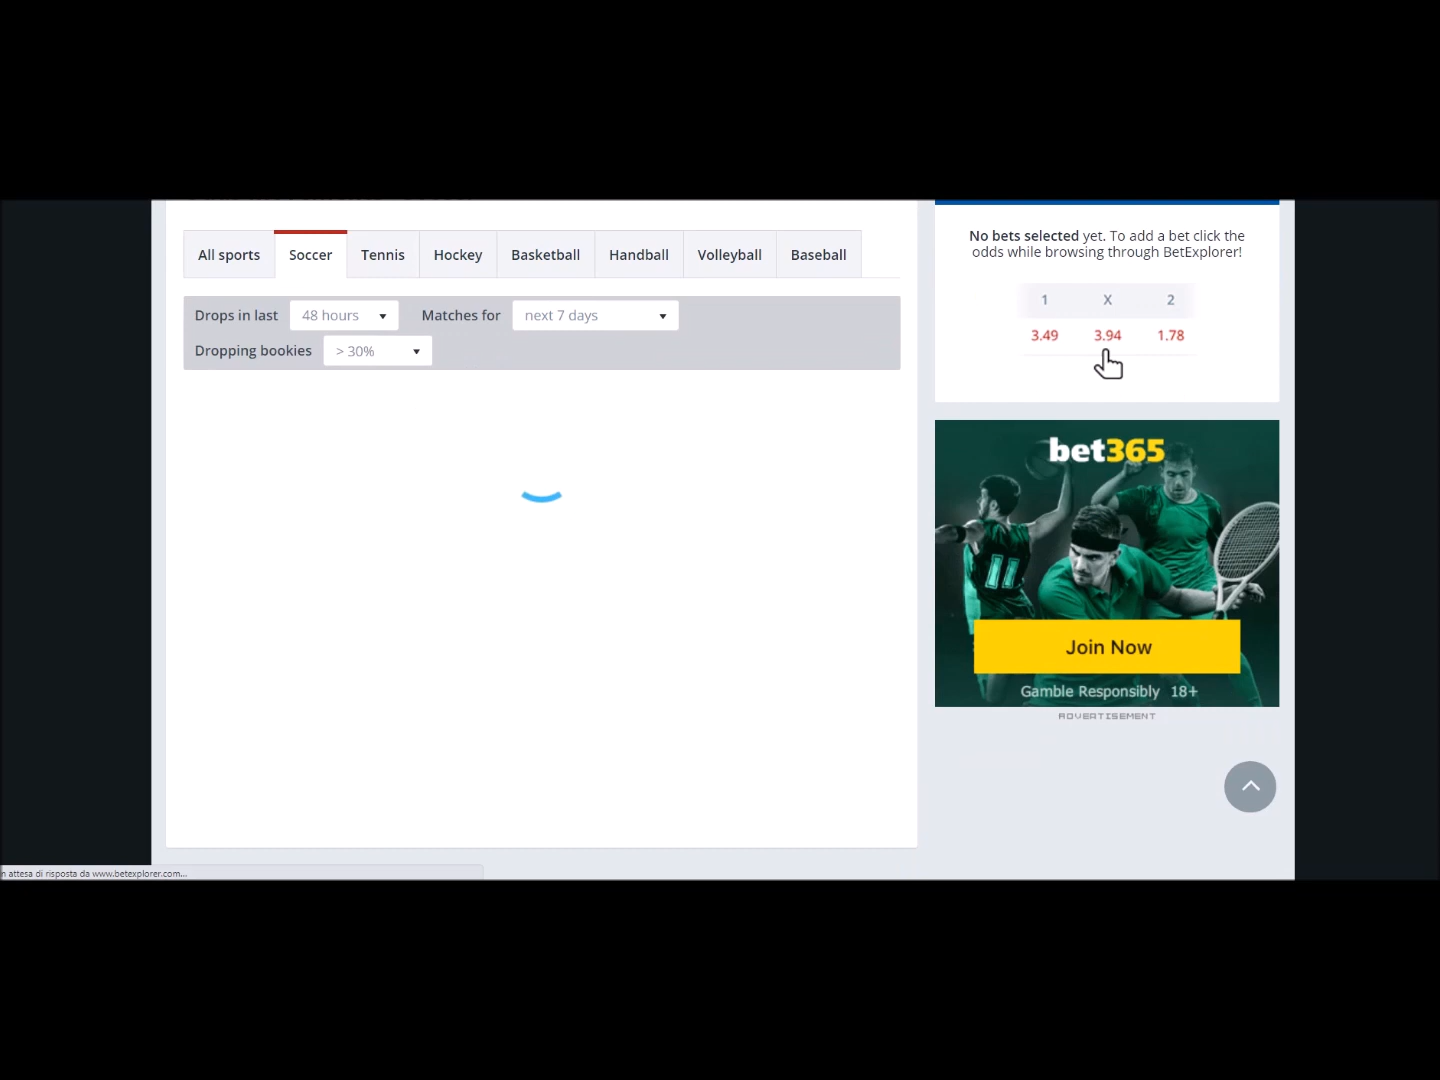 All sports Soccer Tennis Hockey Basketball Handball Volleyball Baseball
Drops in last 48 hours Matches for next 7 days
Dropping bookies > 30%
No bets selected yet. To add a bet click the
odds while browsing through BetExplorer!
1 X 2
3.49 3.94 1.78
bet365
11
Join Now
Gamble Responsibly 18+
ADVERTISEMENT
n attesa di risposta da www.betexplorer.com...